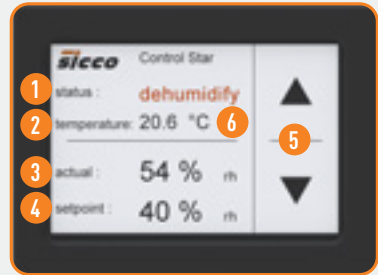 sicco Control Star
1 status : dehumidify
2 temperature: 20.6 °C 6
5
3 actual : 54 % rh
4 setpoint : 40 % rh